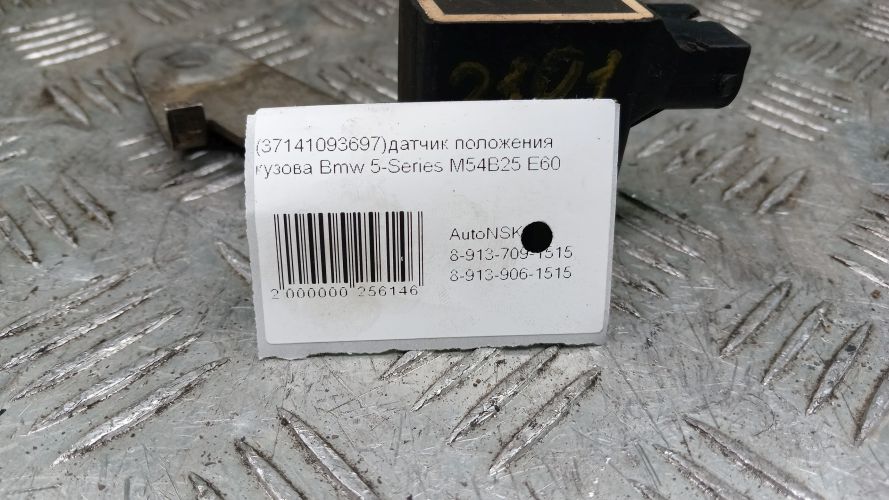 2181
(37141093697)датчик положения
кузова Bmw 5-Series M54B25 E60
AutoNSK
8-913-709-1515
8-913-906-1515
2 000000 256146